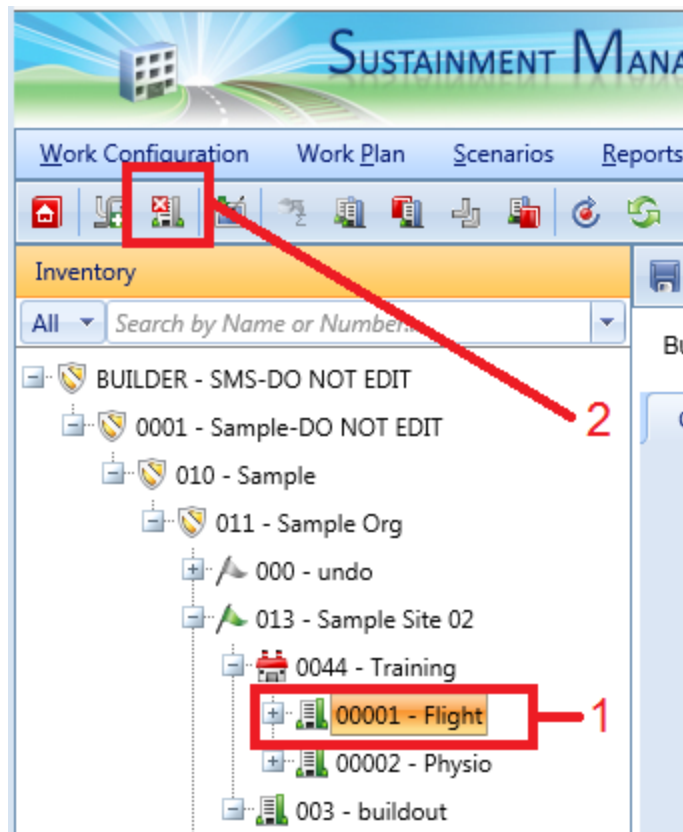 SUSTAINMENT MANA
Work Configuration Work Plan Scenarios Reports
Inventory
All Search by Name or Number...
Bu
BUILDER - SMS-DO NOT EDIT
0001 - Sample-DO NOT EDIT
2
010 - Sample
011 - Sample Org
000 - undo
013 - Sample Site 02
0044 - Training
00001 - Flight
1
00002 - Physio
003 - buildout